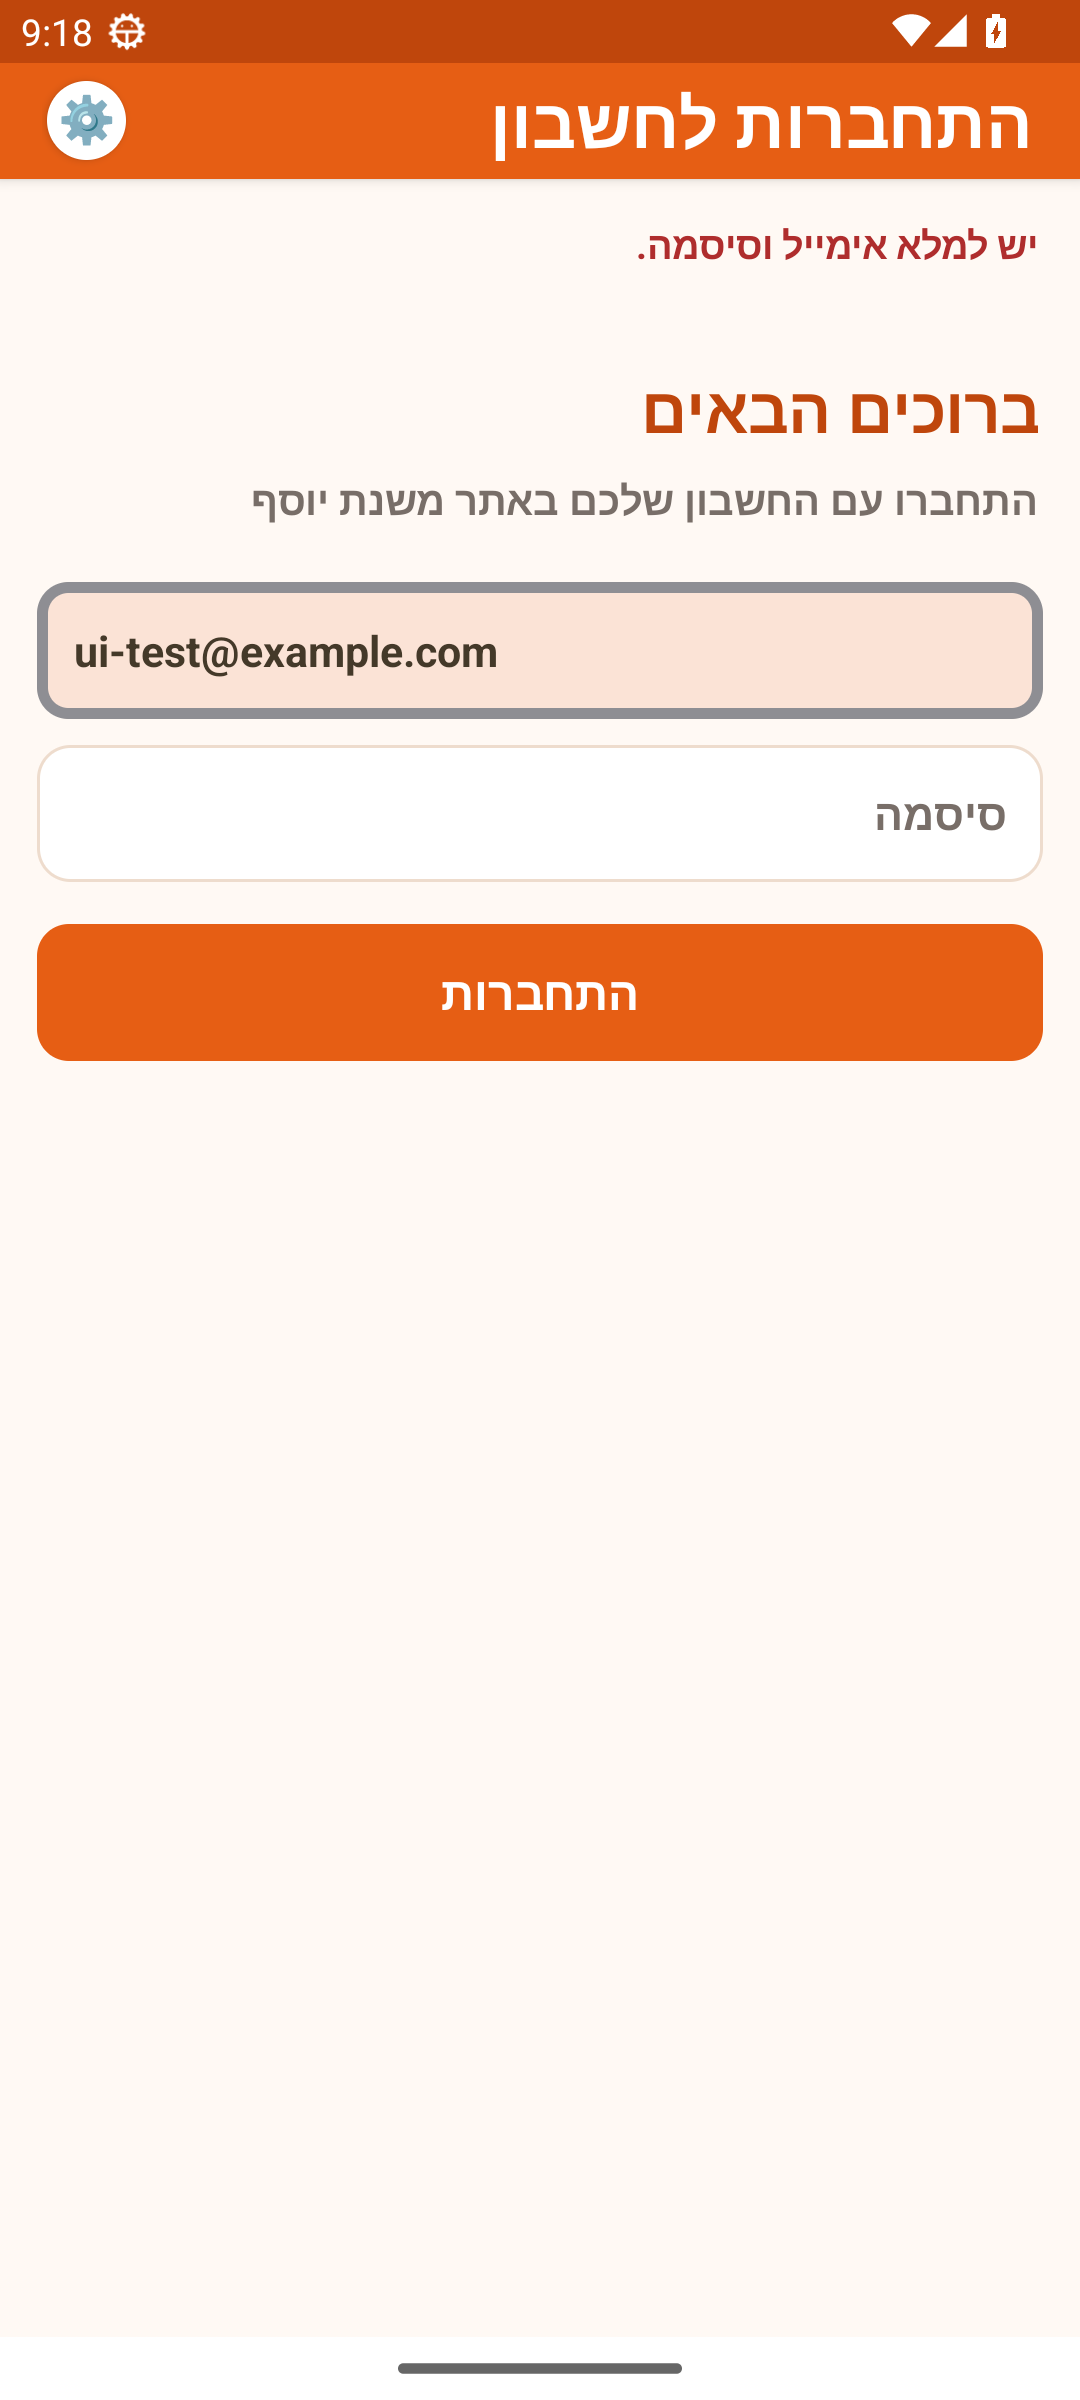 9:18
התחברות לחשבון
יש למלא אימייל וסיסמה.
ברוכים הבאים
התחברו עם החשבון שלכם באתר משנת יוסף
ui-test@example.com
סיסמה
התחברות